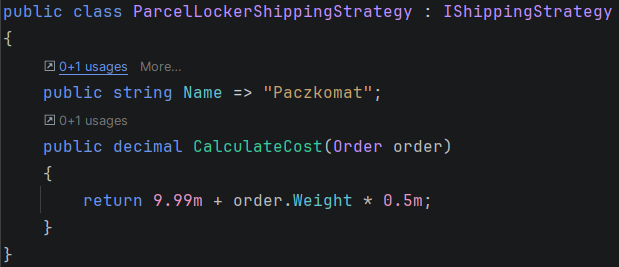 public class ParcelLockerShippingStrategy : IShippingStrategy
{
0+1 usages More...
public string Name => "Paczkomat";
0+1 usages
public decimal CalculateCost(Order order)
{
return 9.99m + order.Weight * 0.5m;
}
}